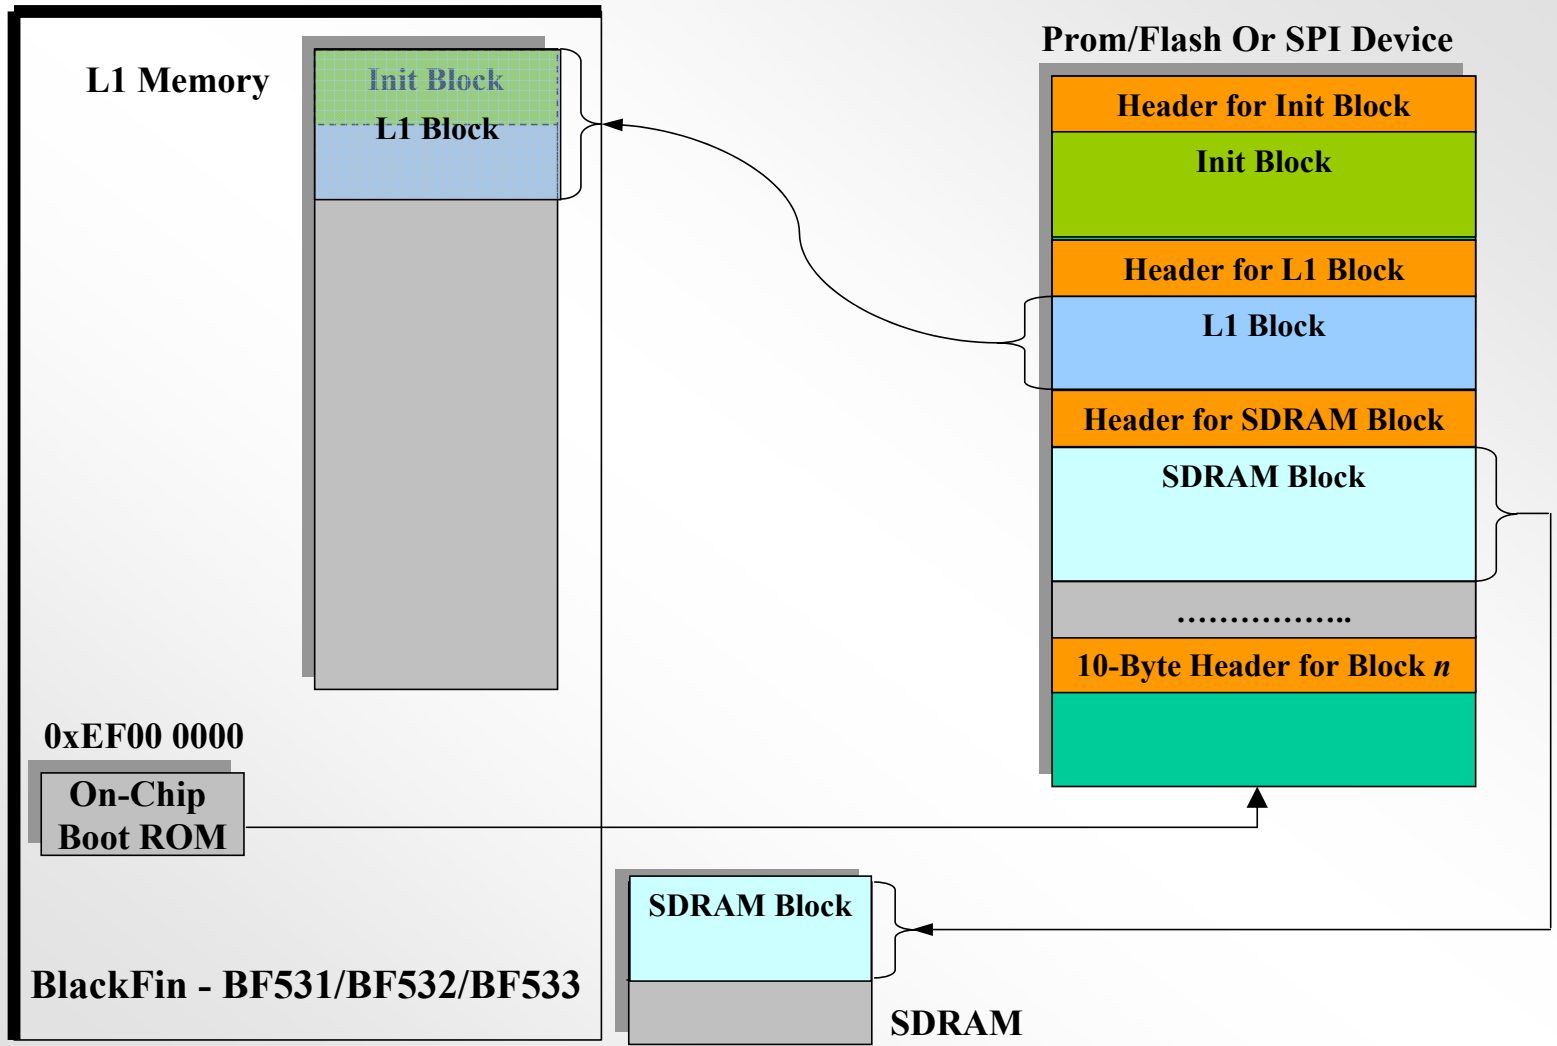 Prom/Flash Or SPI Device
L1 Memory
Init Block
L1 Block
Header for Init Block
Init Block
Header for L1 Block
L1 Block
Header for SDRAM Block
SDRAM Block
.................
10-Byte Header for Block n
0xEF00 0000
On-Chip
Boot ROM
SDRAM Block
BlackFin - BF531/BF532/BF533
SDRAM